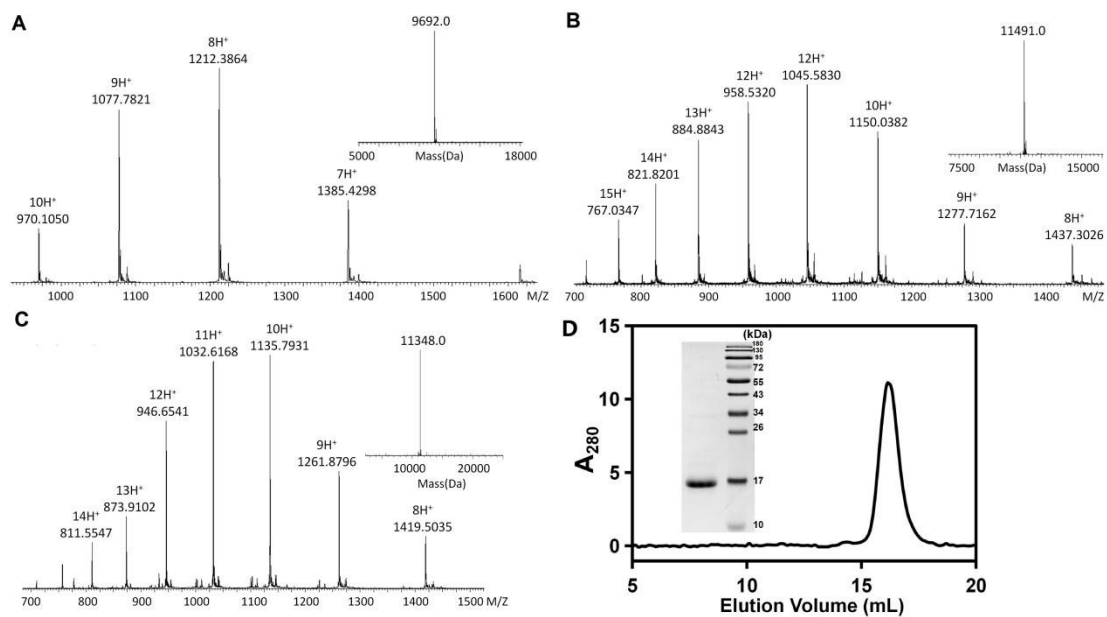 A
9692.0
8H+
1212.3864
9H+
1077.7821
7H+
1385.4298
10H+
970.1050
5000 Mass(Da) 18000
1000 1100 1200 1300 1400 1500 1600 M/Z
B
11491.0
12H+
1045.5830
12H+
958.5320
10H+
1150.0382
13H+
884.8843
14H+
821.8201
15H+
767.0347
9H+
1277.7162
8H+
1437.3026
7500 Mass(Da) 15000
700 800 900 1000 1100 1200 1300 1400 M/Z
C
11H+
1032.6168
10H+
1135.7931
11348.0
12H+
946.6541
9H+
1261.8796
13H+
873.9102
14H+
811.5547
8H+
1419.5035
10000 20000
Mass(Da)
700 800 900 1000 1100 1200 1300 1400 1500 M/Z
D
15
10
5
0
A280
(kDa)
180
130
95
72
55
43
34
26
17
10
5 10 15 20
Elution Volume (mL)